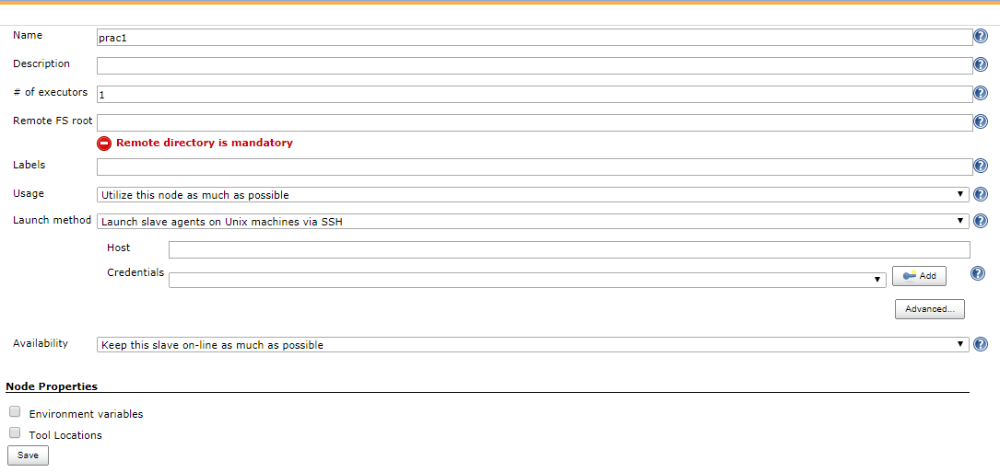 Name prac1
Description
# of executors 1
Remote FS root
Remote directory is mandatory
Labels
Usage Utilize this node as much as possible
Launch method Launch slave agents on Unix machines via SSH
Host
Credentials Add
Advanced...
Availability Keep this slave on-line as much as possible
Node Properties
Environment variables
Tool Locations
Save